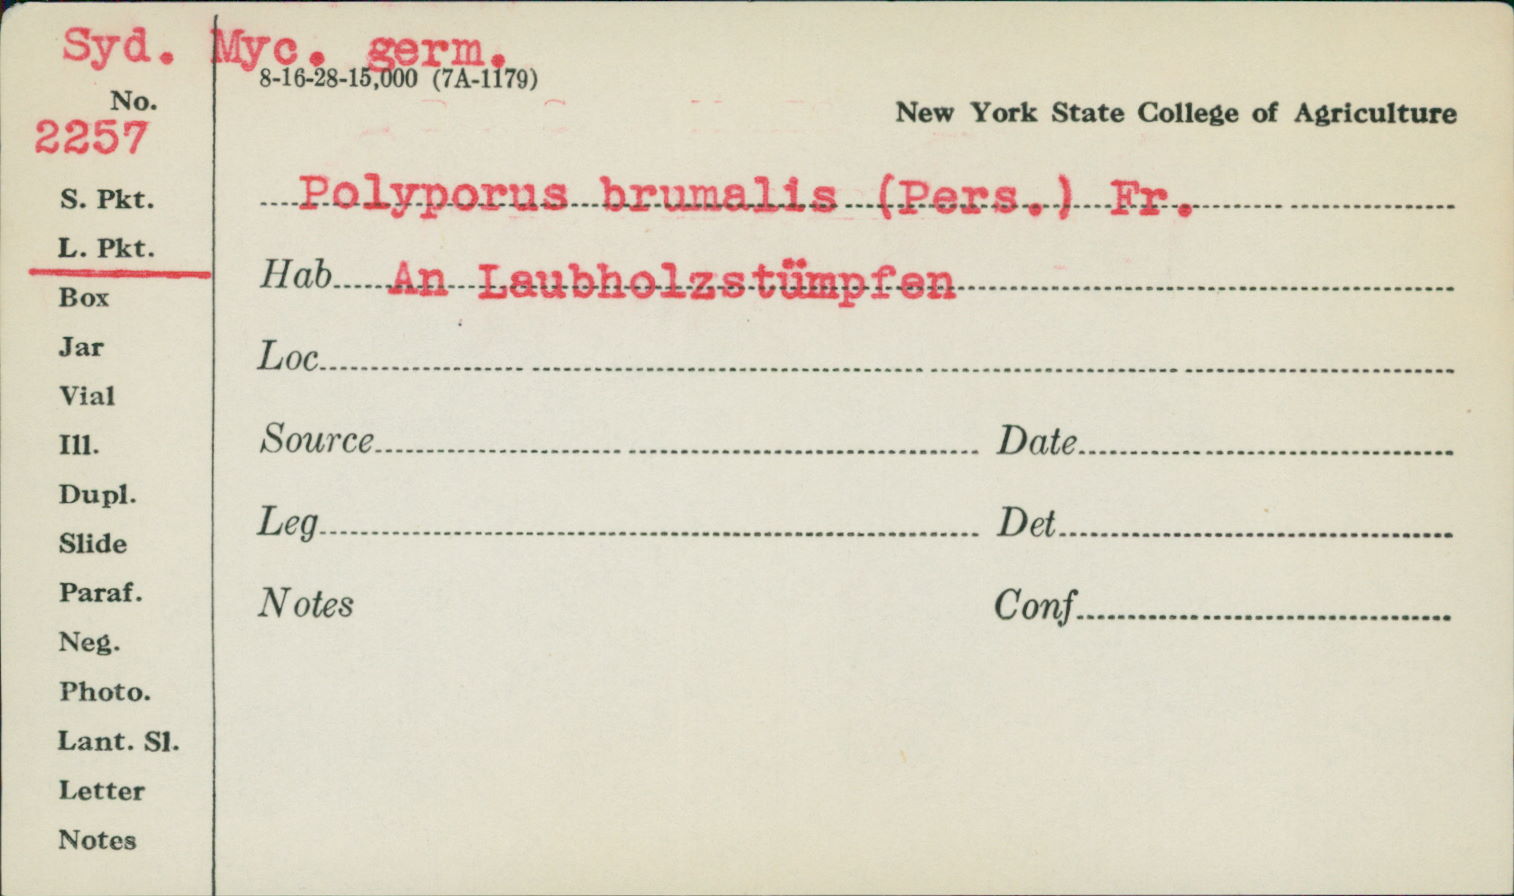 Syd. Myc. germ.
8-16-28-15,000 (7A-1179)
No.
2257
New York State College of Agriculture
S. Pkt.
L. Pkt.
Box
Jar
Vial
Ill.
Dupl.
Slide
Paraf.
Neg.
Photo.
Lant. Sl.
Letter
Notes
Polyporus brumalis (Pers.) Fr.
Hab. An Laubholzstümpfen
Loc.
Source
Date
Leg.
Det.
Notes
Conf.